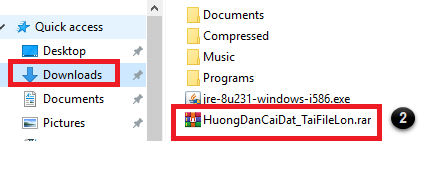 Quick access
Desktop
Downloads
Documents
Pictures
Documents
Compressed
Music
Programs
jre-8u231-windows-i586.exe
HuongDanCaiDat_TaiFileLon.rar
2